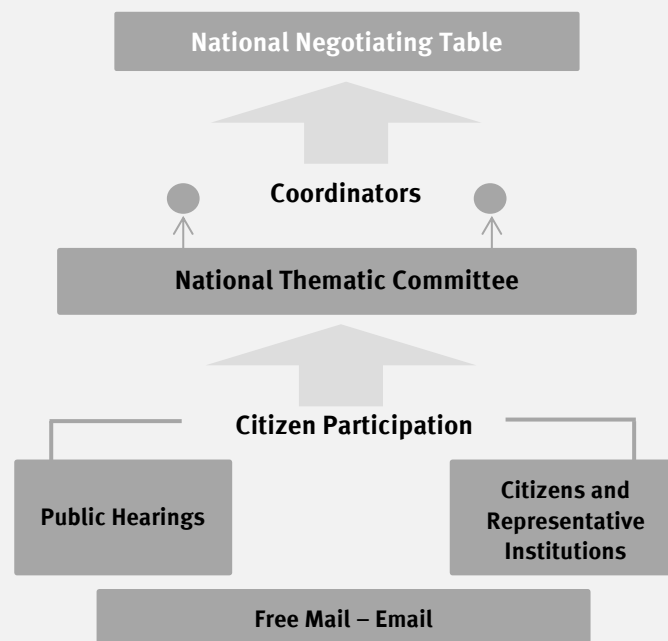 National Negotiating Table
Coordinators
National Thematic Committee
Citizen Participation
Public Hearings
Citizens and
Representative
Institutions
Free Mail – Email